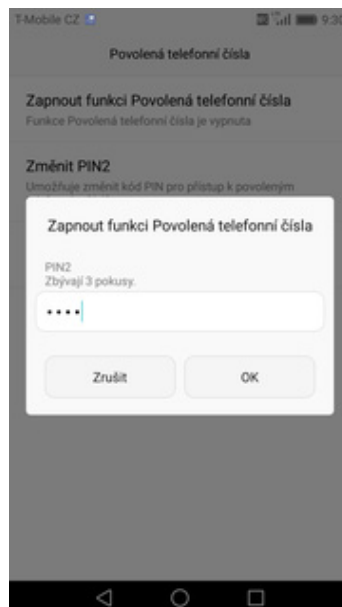 T-Mobile CZ 9:30
Povolená telefonní čísla
Zapnout funkci Povolená telefonní čísla
Funkce Povolená telefonní čísla je vypnuta
Změnit PIN2
Umožňuje změnit kód PIN pro přístup k povoleným
Zapnout funkci Povolená telefonní čísla
PIN2
Zbývají 3 pokusy.
••••
Zrušit OK